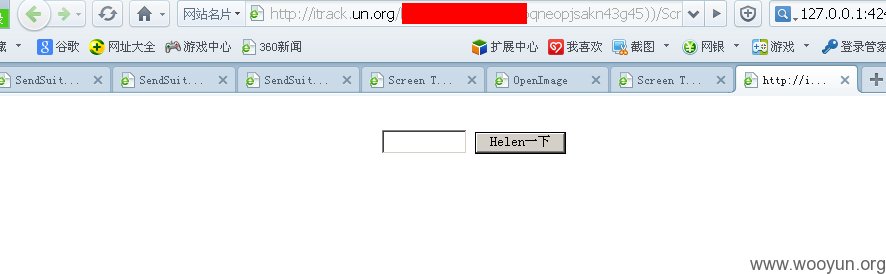 网站名片 http://itrack.un.org/ qneopjsakn43g45))/Scr 127.0.0.1:424
藏 谷歌 网址大全 游戏中心 360新闻 扩展中心 我喜欢 截图 网银 游戏 登录管家
SendSuit... SendSuit... SendSuit... Screen T... OpenImage Screen T... http://i...
Helen一下
www.wooyun.org